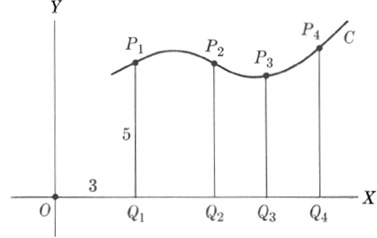 Y
P₁ P₂ P₃ P₄ C
5
3
O Q₁ Q₂ Q₃ Q₄ X